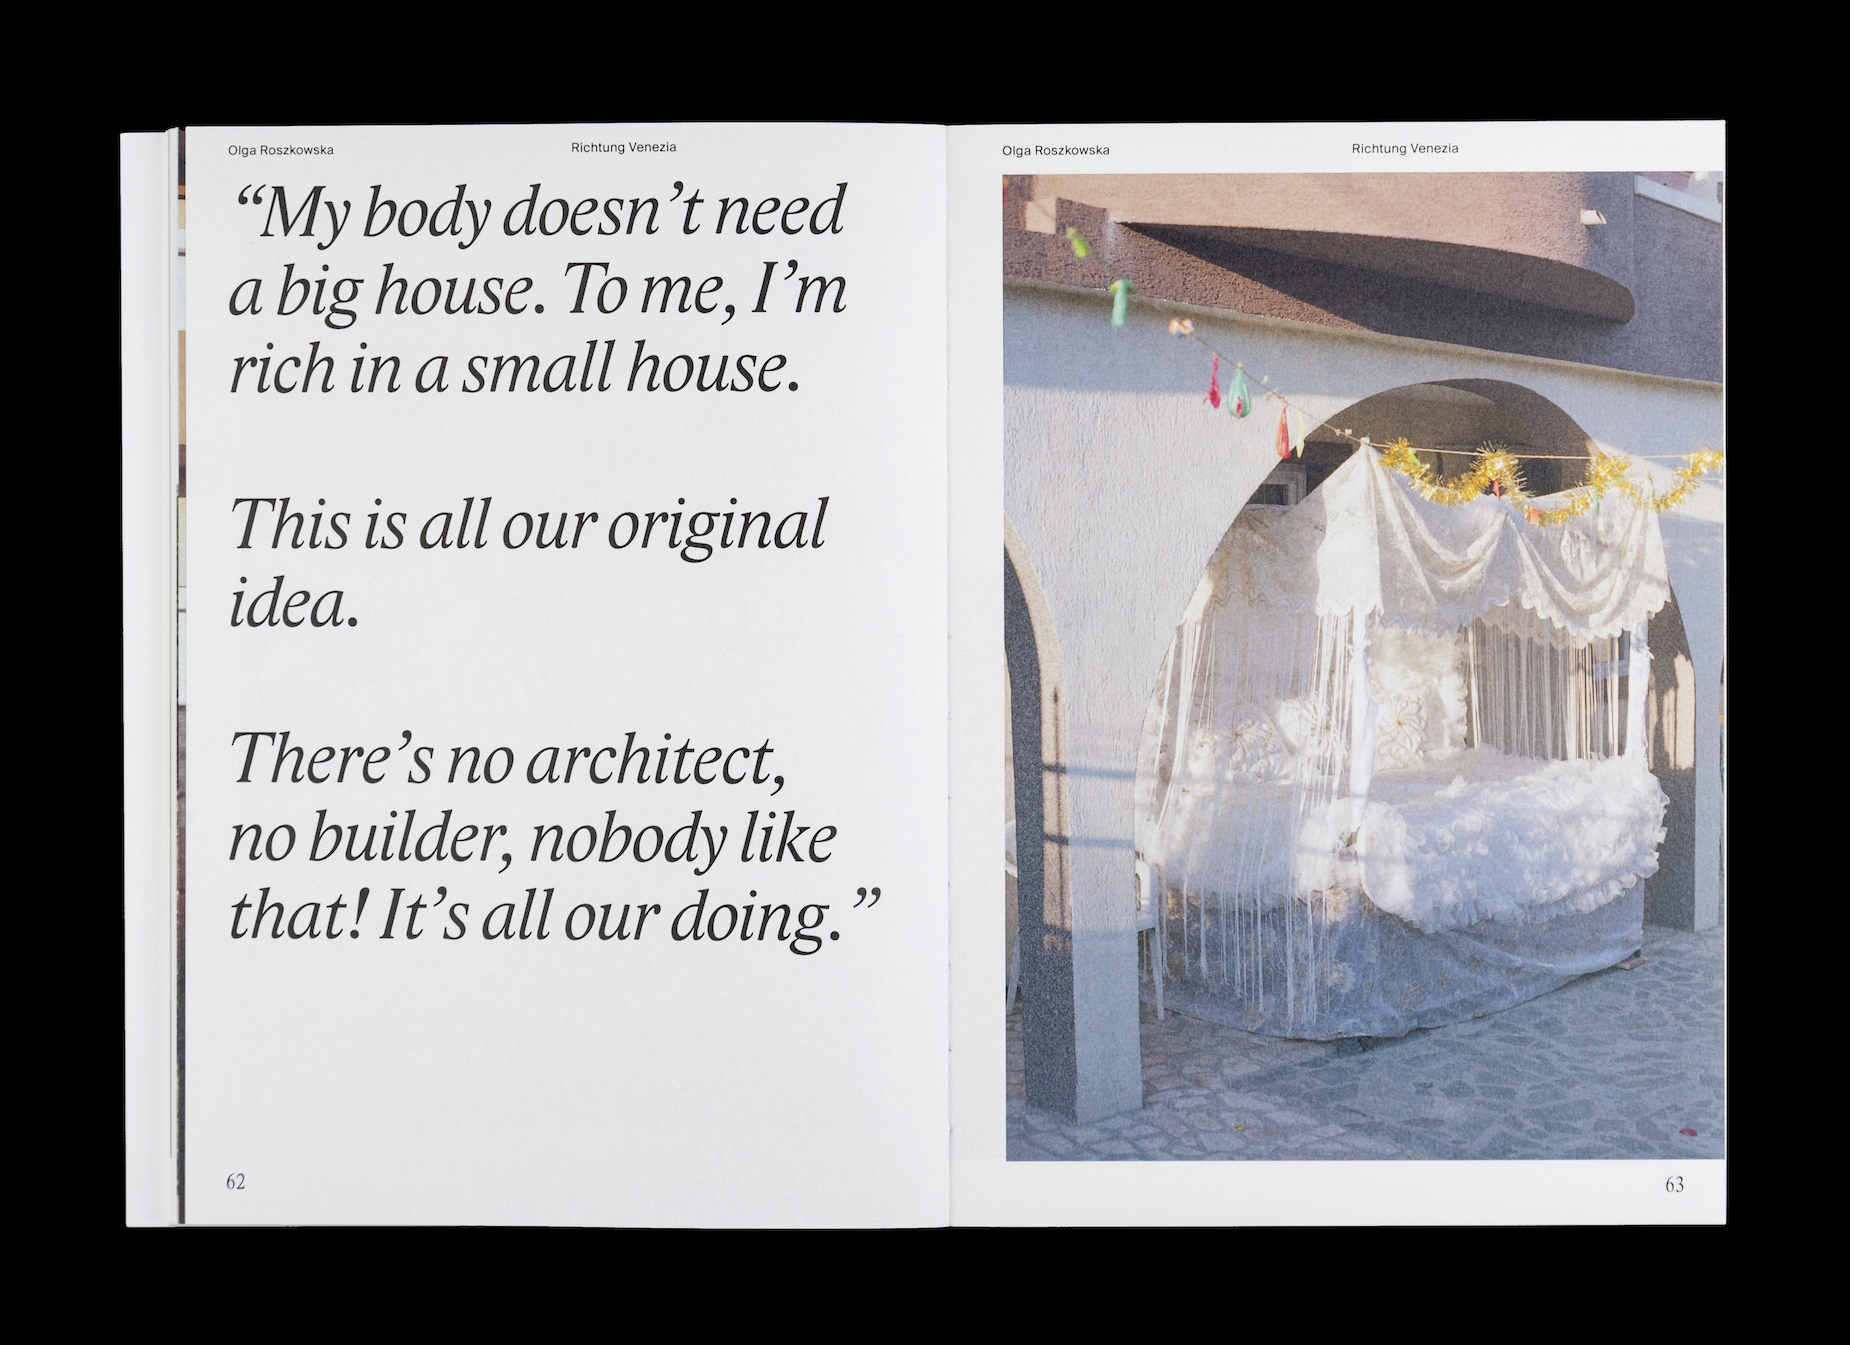 Olga Roszkowska
Richtung Venezia
“My body doesn’t need
a big house. To me, I’m
rich in a small house.
This is all our original
idea.
There’s no architect,
no builder, nobody like
that! It’s all our doing.”
62
Olga Roszkowska
Richtung Venezia
63